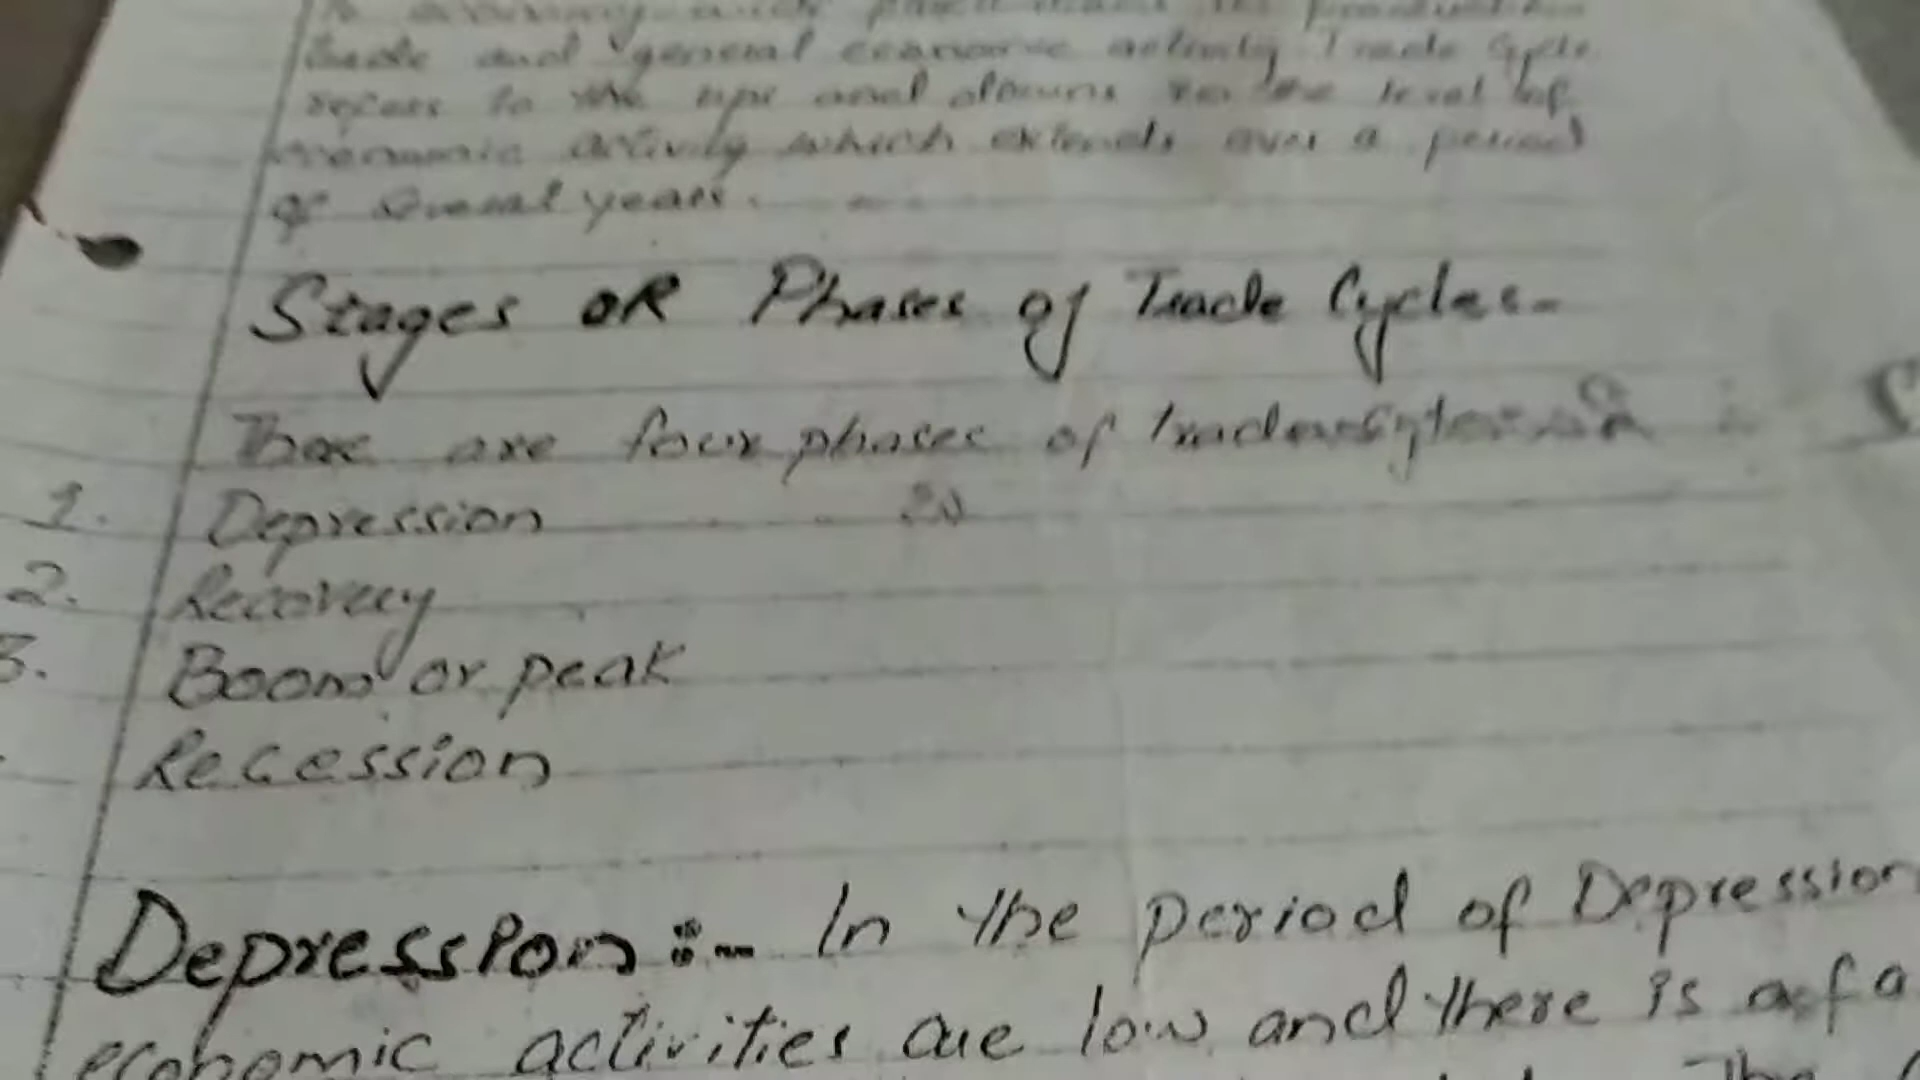 trade and general economic activity Trade Cycle
refers to the ups and downs in the level of
economic activity which extends over a period
of several years.
Stages OR Phases of Trade Cycles-
There are four phases of
1. Depression
2. Recovery
3. Boom or peak
Recession
Depression :- In the period of Depression
economic activities are low and there is a fa
The